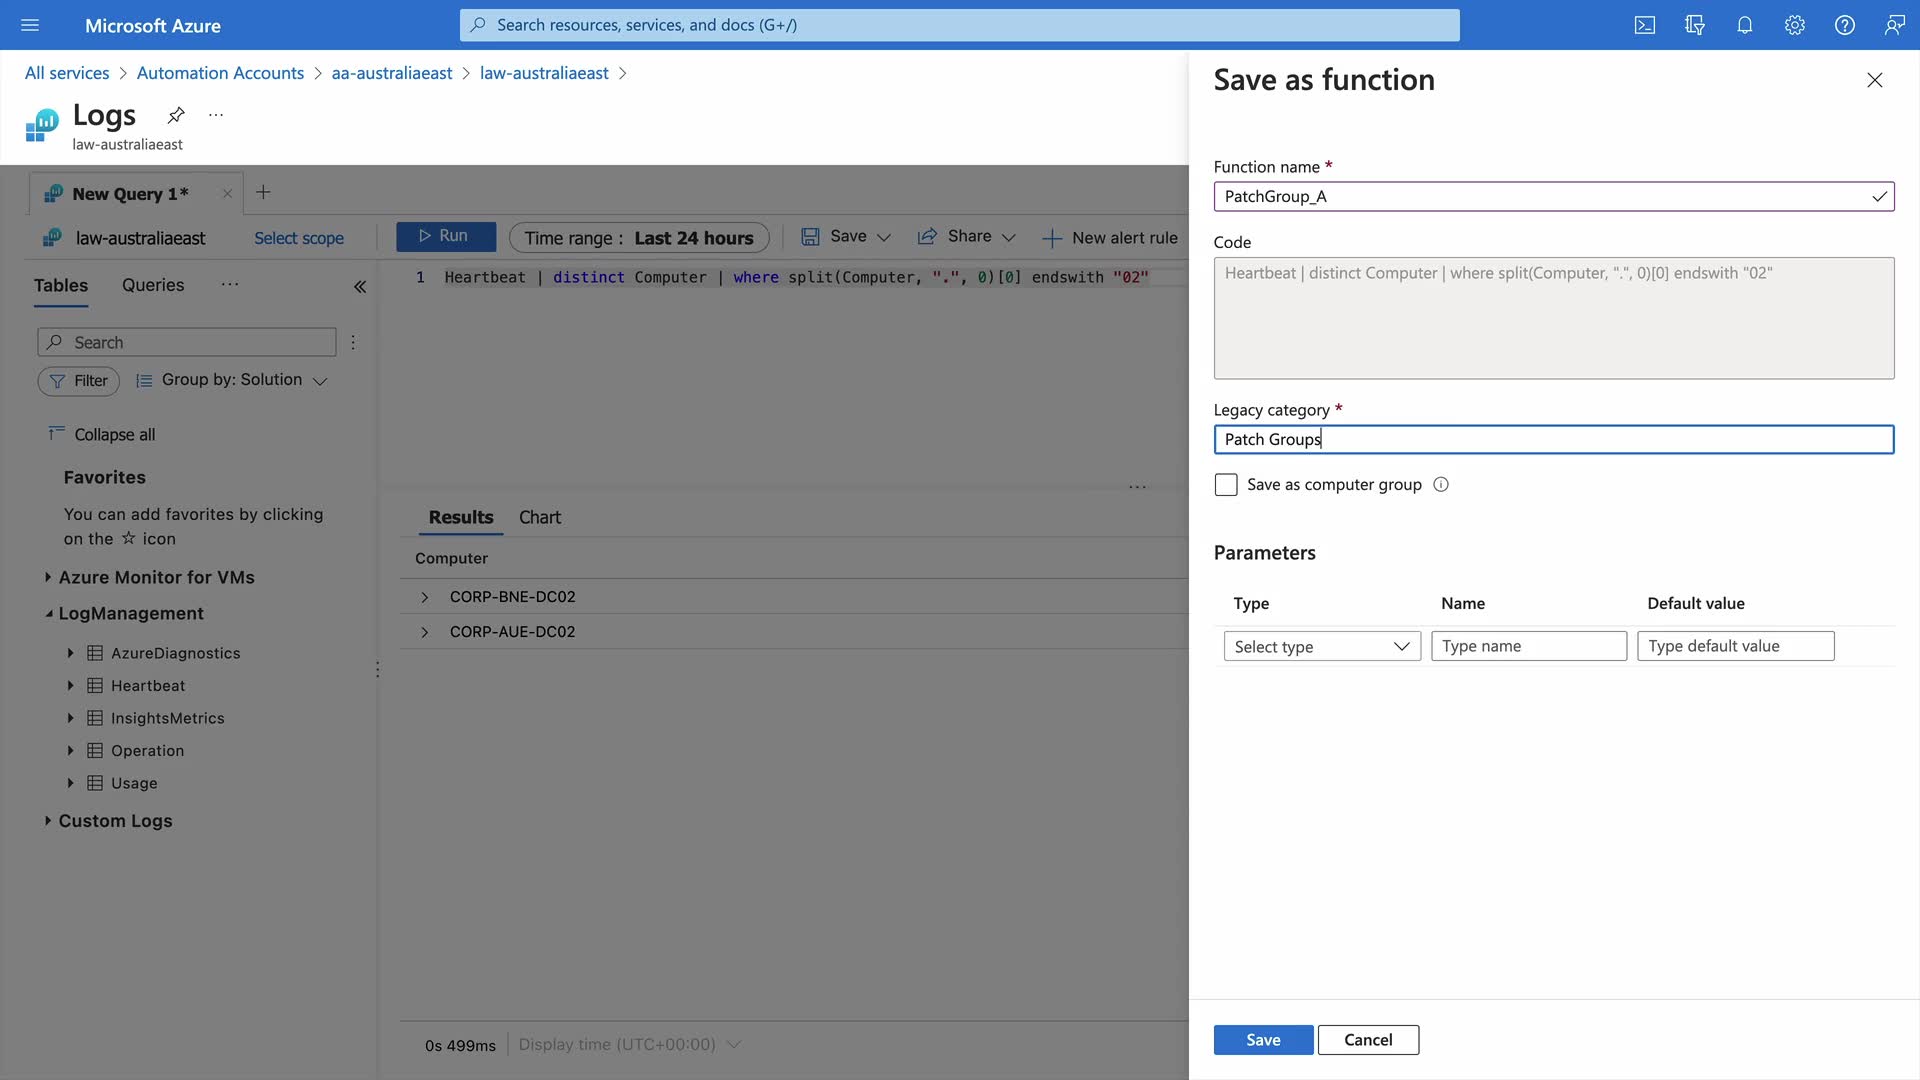 Microsoft Azure
Search resources, services, and docs (G+/)
All services > Automation Accounts > aa-australiaeast > law-australiaeast >
Logs
law-australiaeast
New Query 1*
law-australiaeast
Select scope
Run
Time range : Last 24 hours
Save
Share
New alert rule
Tables
Queries
1 Heartbeat | distinct Computer | where split(Computer, ".", 0)[0] endswith "02"
Search
Filter
Group by: Solution
Collapse all
Favorites
You can add favorites by clicking
on the ☆ icon
Azure Monitor for VMs
LogManagement
AzureDiagnostics
Heartbeat
InsightsMetrics
Operation
Usage
Custom Logs
Results
Chart
Computer
CORP-BNE-DC02
CORP-AUE-DC02
0s 499ms
Display time (UTC+00:00)
Save as function
Function name *
PatchGroup_A
Code
Heartbeat | distinct Computer | where split(Computer, ".", 0)[0] endswith "02"
Legacy category *
Patch Groups
Save as computer group
Parameters
Type Name Default value
Select type Type name Type default value
Save Cancel